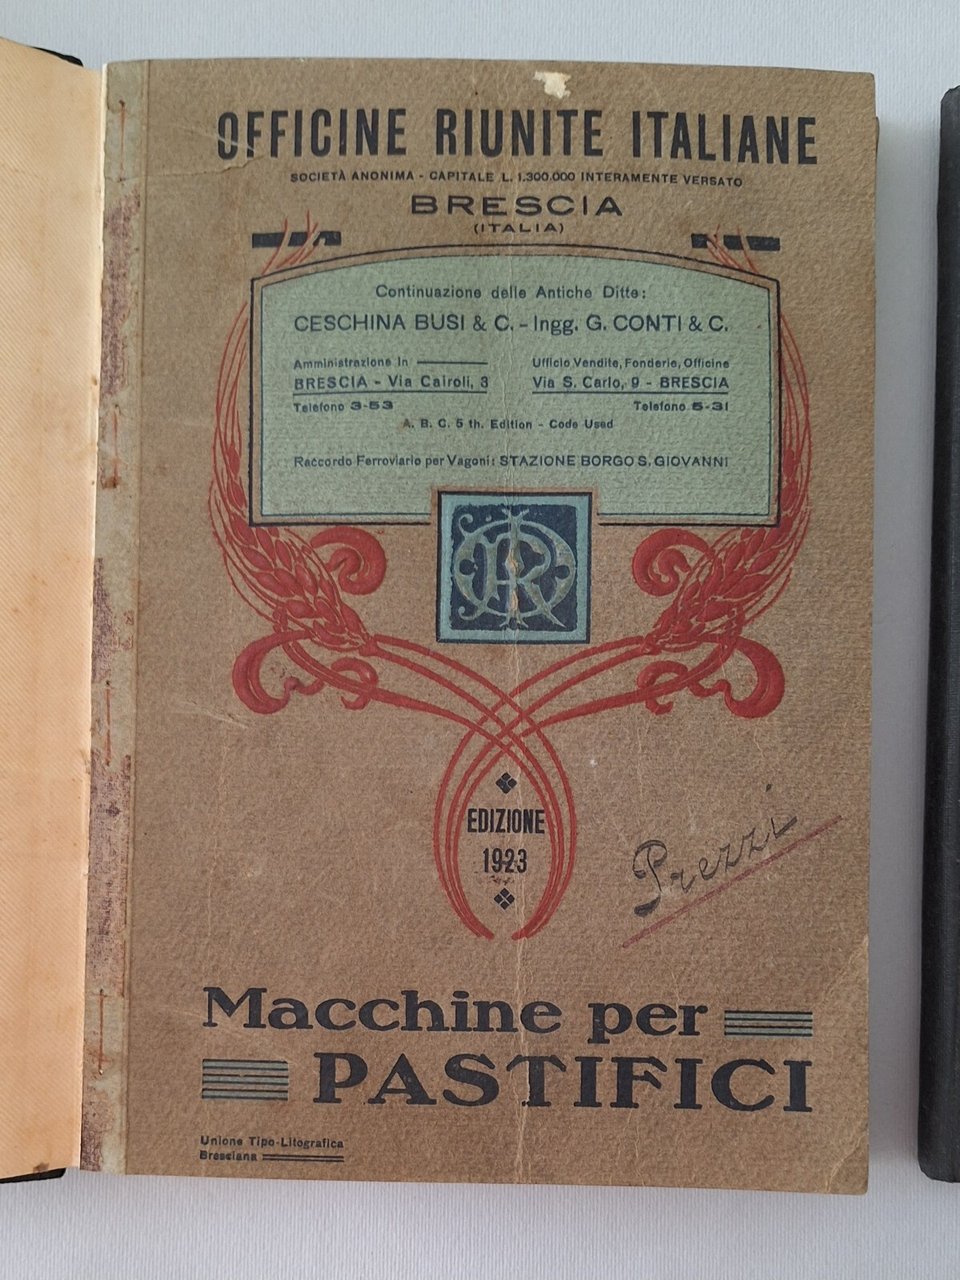 OFFICINE RIUNITE ITALIANE
SOCIETÀ ANONIMA - CAPITALE L. 1.300.000 INTERAMENTE VERSATO
BRESCIA
(ITALIA)
Continuazione delle Antiche Ditte:
CESCHINA BUSI & C. - Ingg. G. CONTI & C.
Amministrazione in
BRESCIA - Via Cairoli, 3
Telefono 3-53
Ufficio Vendite, Fonderie, Officine
Via S. Carlo, 9 - BRESCIA
Telefono 5-31
A. B. C. 5 th. Edition - Code Used
Raccordo Ferroviario per Vagoni: STAZIONE BORGO S. GIOVANNI
EDIZIONE
1923
Prezzi
Macchine per
PASTIFICI
Unione Tipo-Litografica
Bresciana